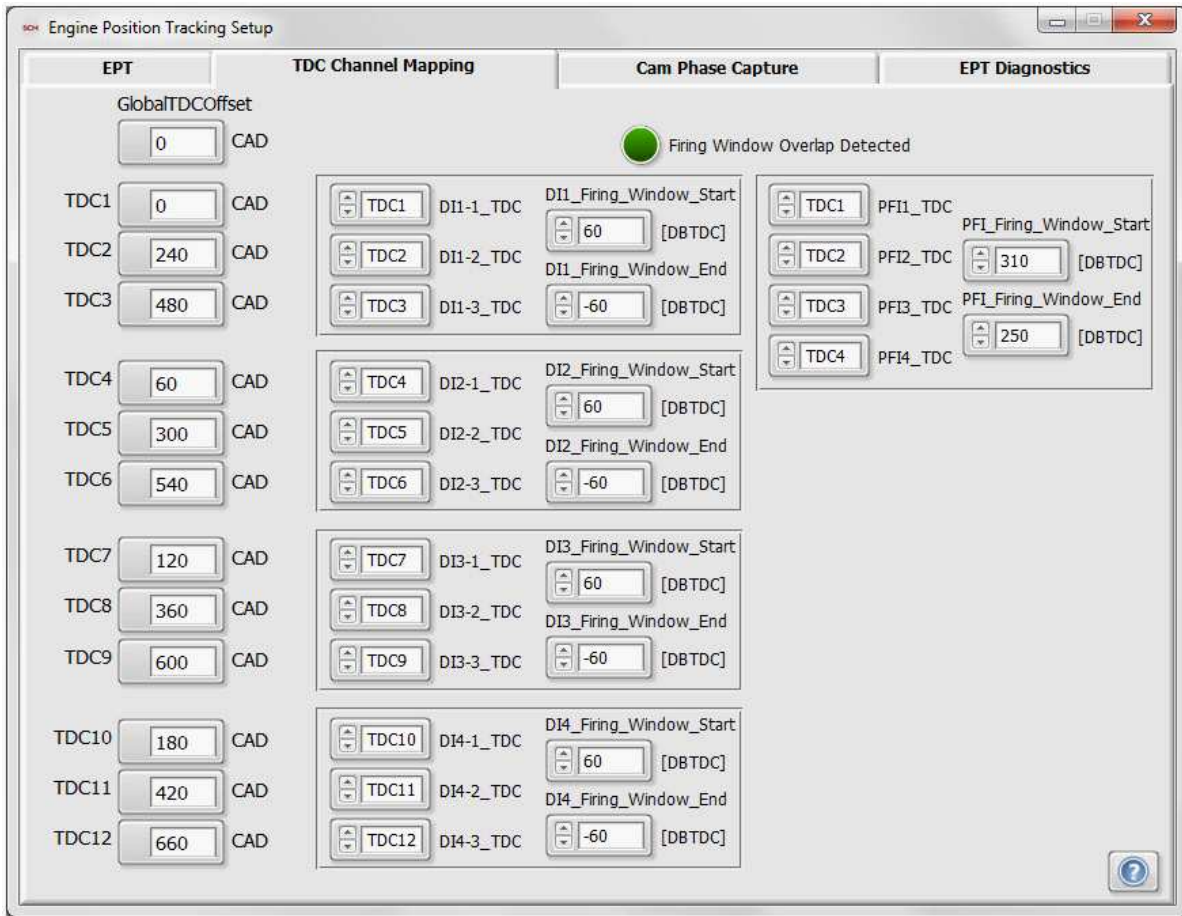 SCM Engine Position Tracking Setup
EPT TDC Channel Mapping Cam Phase Capture EPT Diagnostics
GlobalTDCOffset
0 CAD
Firing Window Overlap Detected
TDC1 0 CAD
TDC2 240 CAD
TDC3 480 CAD
TDC4 60 CAD
TDC5 300 CAD
TDC6 540 CAD
TDC7 120 CAD
TDC8 360 CAD
TDC9 600 CAD
TDC10 180 CAD
TDC11 420 CAD
TDC12 660 CAD
TDC1 DI1-1_TDC
TDC2 DI1-2_TDC
TDC3 DI1-3_TDC
DI1_Firing_Window_Start
60 [DBTDC]
DI1_Firing_Window_End
-60 [DBTDC]
TDC4 DI2-1_TDC
TDC5 DI2-2_TDC
TDC6 DI2-3_TDC
DI2_Firing_Window_Start
60 [DBTDC]
DI2_Firing_Window_End
-60 [DBTDC]
TDC7 DI3-1_TDC
TDC8 DI3-2_TDC
TDC9 DI3-3_TDC
DI3_Firing_Window_Start
60 [DBTDC]
DI3_Firing_Window_End
-60 [DBTDC]
TDC10 DI4-1_TDC
TDC11 DI4-2_TDC
TDC12 DI4-3_TDC
DI4_Firing_Window_Start
60 [DBTDC]
DI4_Firing_Window_End
-60 [DBTDC]
TDC1 PFI1_TDC
TDC2 PFI2_TDC
TDC3 PFI3_TDC
TDC4 PFI4_TDC
PFI_Firing_Window_Start
310 [DBTDC]
PFI_Firing_Window_End
250 [DBTDC]
?